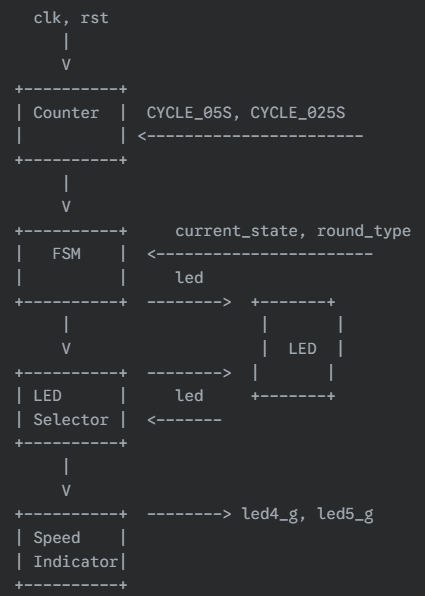 clk, rst
|
V
+----------+
| Counter  |  CYCLE_05S, CYCLE_025S
|          | <-----------------------
+----------+
|
V
+----------+     current_state, round_type
|   FSM    |  <-----------------------
|          |     led
+----------+  -------->  +-------+
|                    |       |
V                    |  LED  |
+----------+  -------->  |       |
| LED      |     led     +-------+
| Selector |  <-------
+----------+
|
V
+----------+  --------> led4_g, led5_g
| Speed    |
| Indicator|
+----------+